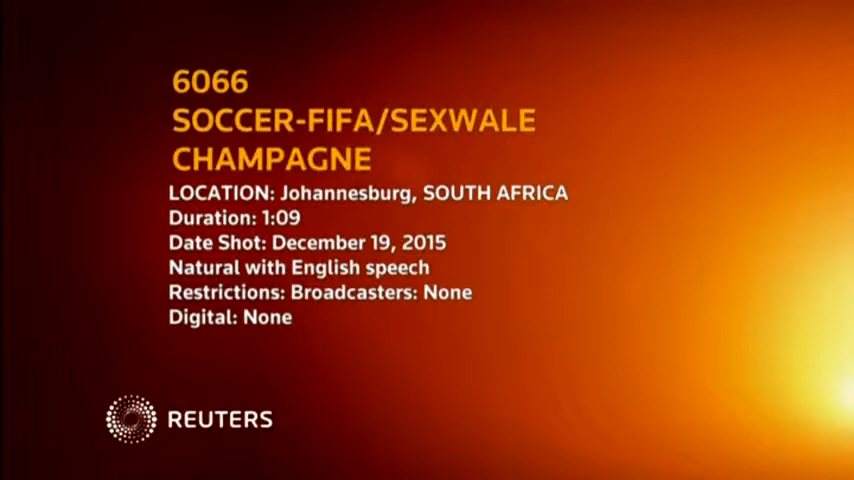 6066
SOCCER-FIFA/SEXWALE
CHAMPAGNE
LOCATION: Johannesburg, SOUTH AFRICA
Duration: 1:09
Date Shot: December 19, 2015
Natural with English speech
Restrictions: Broadcasters: None
Digital: None
REUTERS